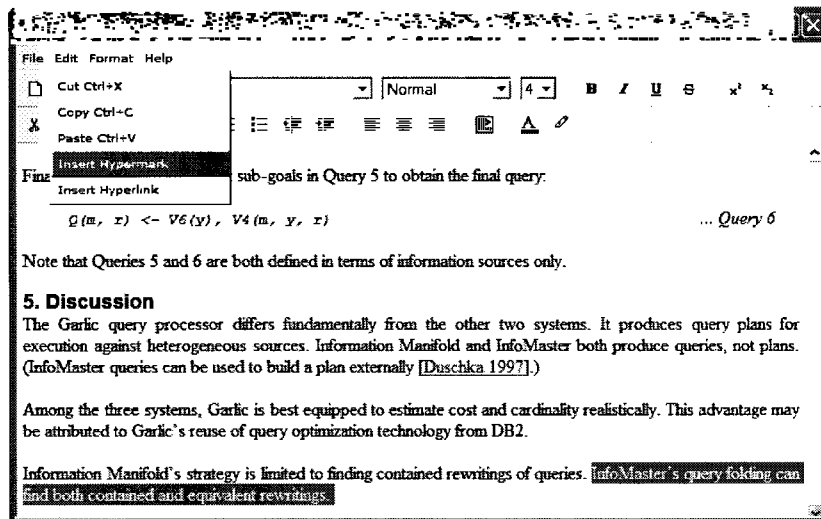 File Edit Format Help
Cut Ctrl+X
Normal 4 B I U S x² x₂
Copy Ctrl+C
Paste Ctrl+V
Insert Hypermark
Fina sub-goals in Query 5 to obtain the final query:
Insert Hyperlink
Q(m, r) <- V6(y), V4(m, y, r) ... Query 6
Note that Queries 5 and 6 are both defined in terms of information sources only.
5. Discussion
The Garlic query processor differs fundamentally from the other two systems. It produces query plans for
execution against heterogeneous sources. Information Manifold and InfoMaster both produce queries, not plans.
(InfoMaster queries can be used to build a plan externally [Duschka 1997].)
Among the three systems, Garlic is best equipped to estimate cost and cardinality realistically. This advantage may
be attributed to Garlic's reuse of query optimization technology from DB2.
Information Manifold's strategy is limited to finding contained rewritings of queries. InfoMaster's query folding can
find both contained and equivalent rewritings.